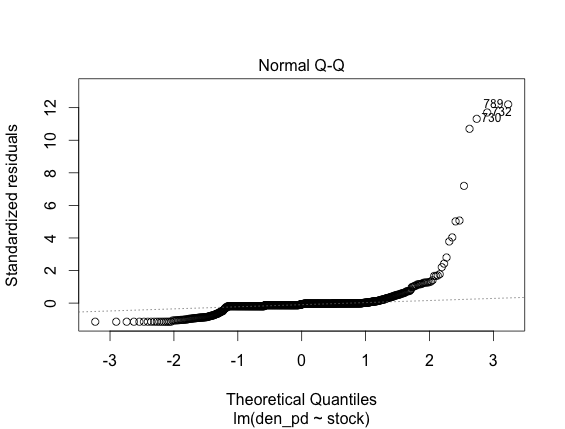 Normal Q-Q
Standardized residuals
12
10
8
6
4
2
0
789
732
730
-3 -2 -1 0 1 2 3
Theoretical Quantiles
lm(den_pd ~ stock)